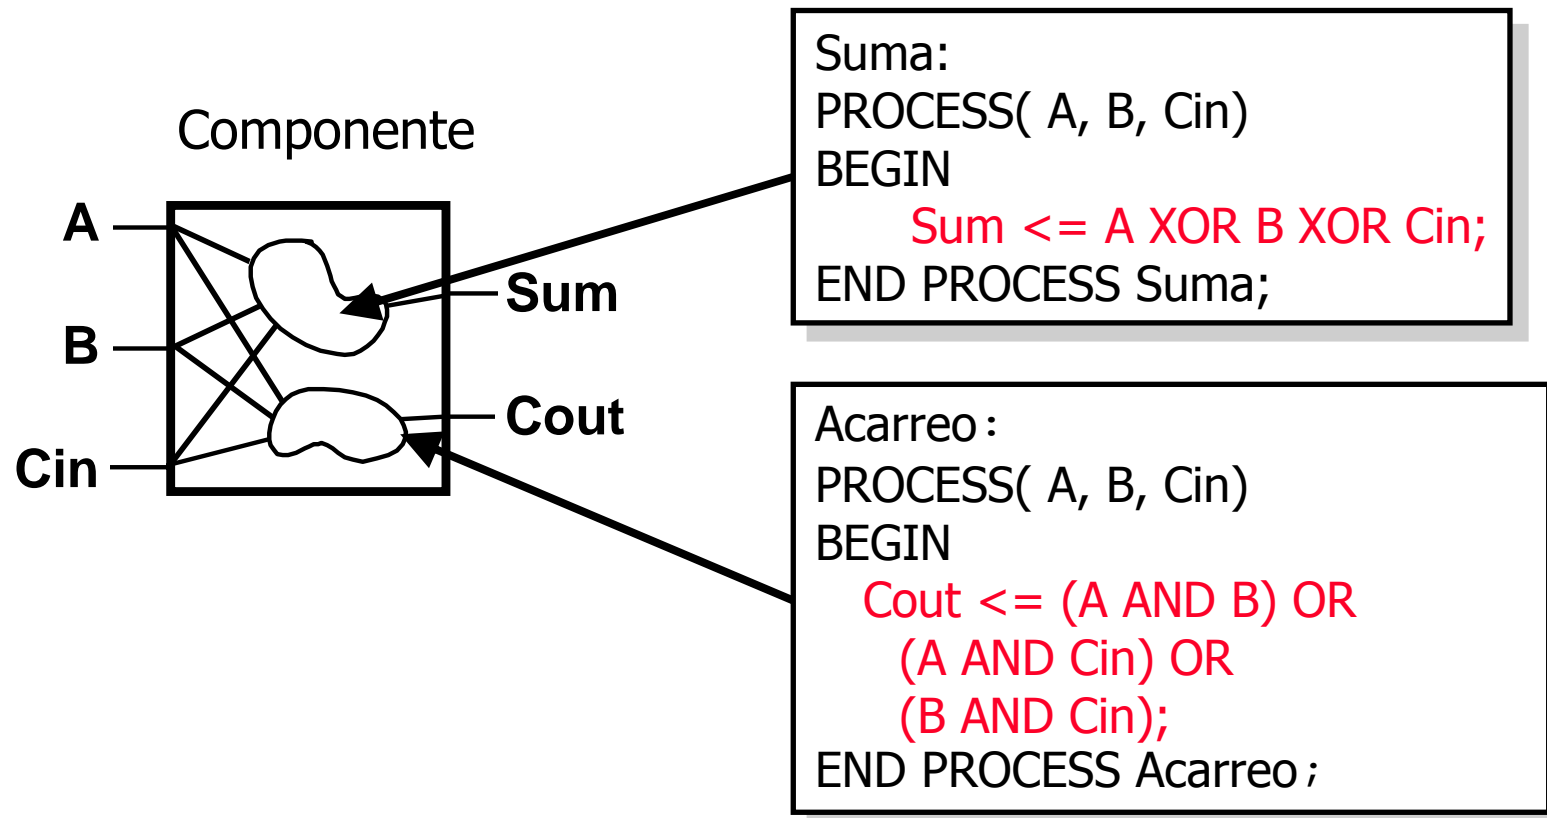 Componente
A
B
Cin
Sum
Cout
Suma:
PROCESS( A, B, Cin)
BEGIN
Sum <= A XOR B XOR Cin;
END PROCESS Suma;
Acarreo:
PROCESS( A, B, Cin)
BEGIN
Cout <= (A AND B) OR
(A AND Cin) OR
(B AND Cin);
END PROCESS Acarreo;